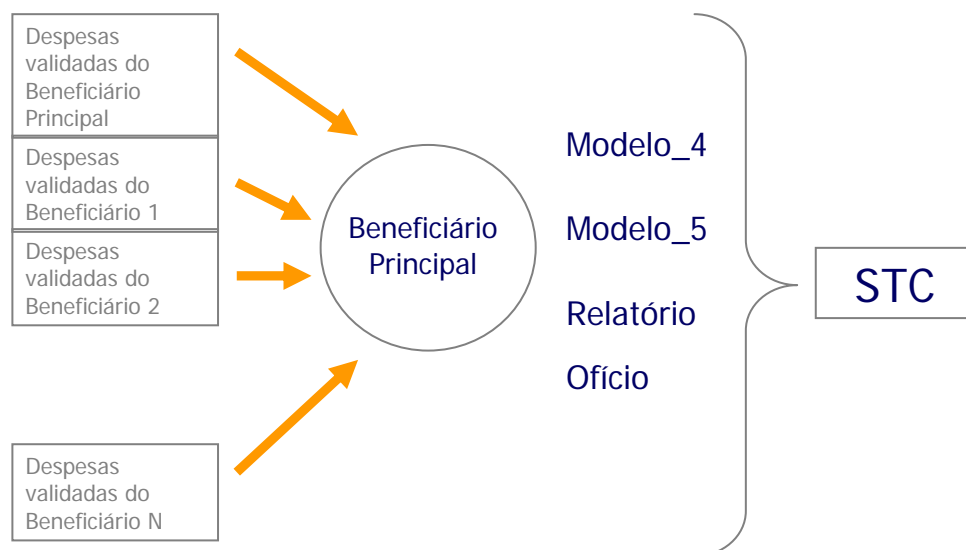 Despesas
validadas do
Beneficiário
Principal
Despesas
validadas do
Beneficiário 1
Despesas
validadas do
Beneficiário 2
Despesas
validadas do
Beneficiário N
Beneficiário
Principal
Modelo_4
Modelo_5
Relatório
Ofício
STC